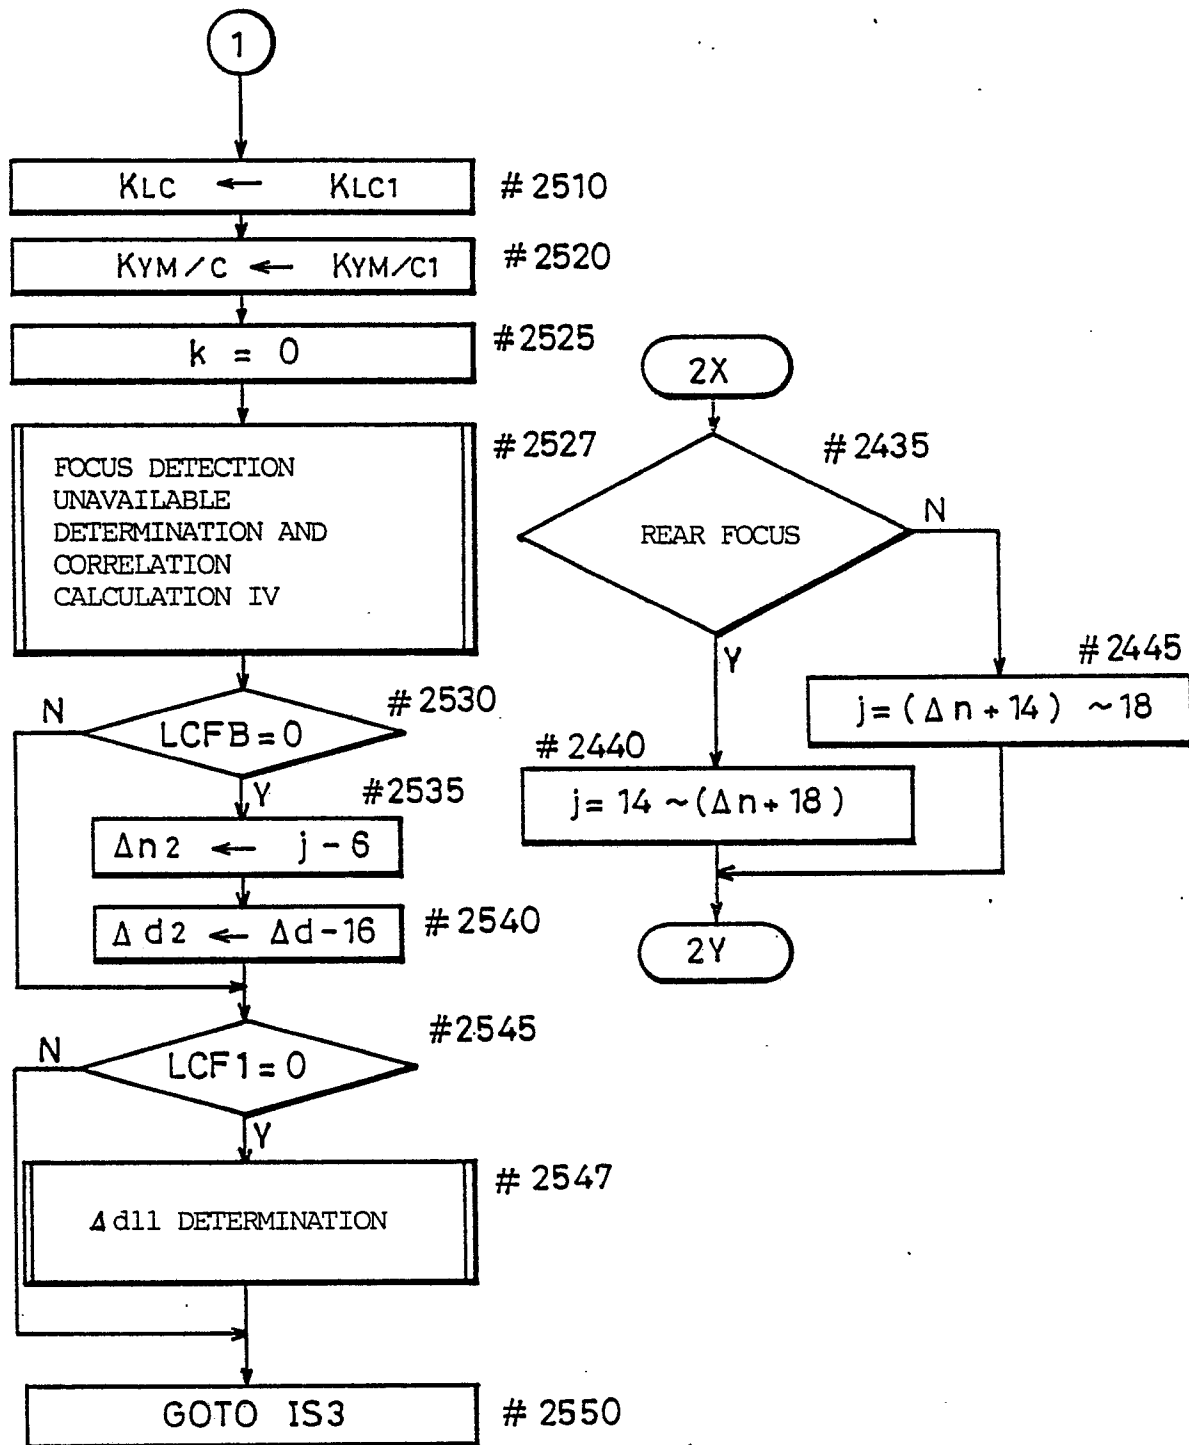 1
KLC ← KLC1
#2510
KYM/C ← KYM/C1
#2520
k = 0
#2525
FOCUS DETECTION
UNAVAILABLE
DETERMINATION AND
CORRELATION
CALCULATION IV
#2527
LCFB=0
#2530
N
Y
#2535
Δn2 ← j-6
Δd2 ← Δd-16
#2540
#2545
N
LCF1=0
Y
Δd11 DETERMINATION
#2547
GOTO IS3
#2550
2X
#2435
REAR FOCUS
N
Y
#2445
j=(Δn+14) ~18
#2440
j=14 ~(Δn+18)
2Y